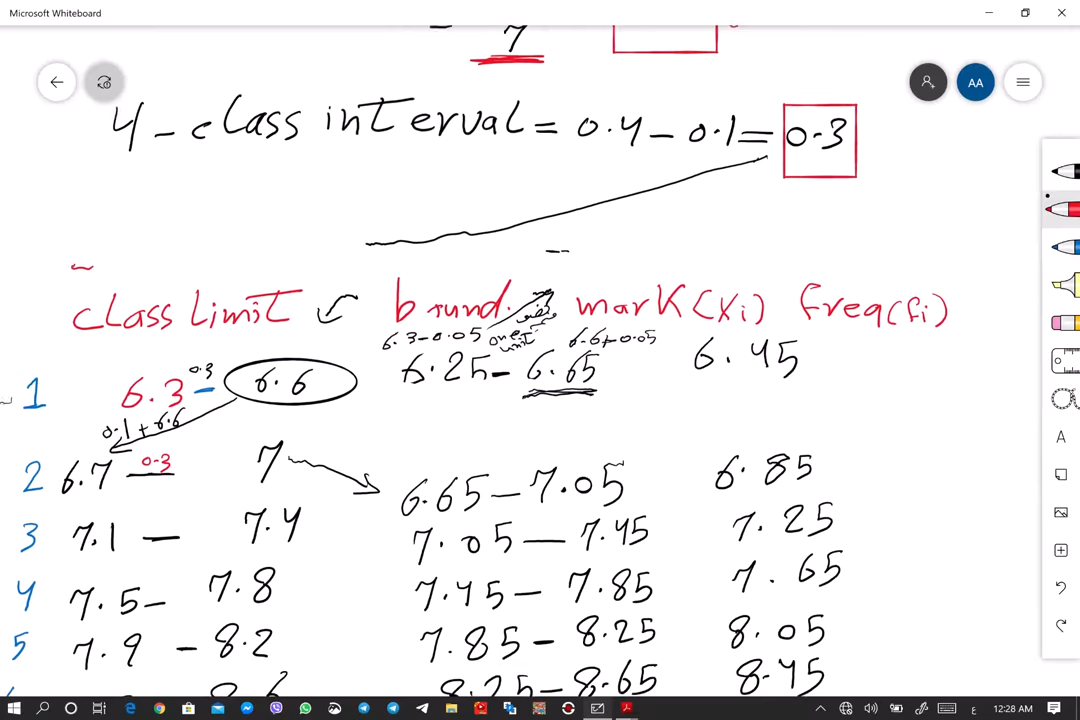 Microsoft Whiteboard
7
AA
4 - class interval = 0.4 - 0.1 = 0.3
class Limit bound. mark(Xi) freq(fi)
6.3-0.05 one unit 6.6+0.05
1 6.3 0.3 - 6.6 6.25 - 6.65 6.45
0.1 + 6.6
2 6.7 0.3 — 7 6.65 — 7.05 6.85
3 7.1 — 7.4 7.05 — 7.45 7.25
4 7.5 - 7.8 7.45 - 7.85 7.65
5 7.9 - 8.2 7.85 - 8.25 8.05
8.6 8.25 - 8.65 8.45
A
ع 12:28 AM